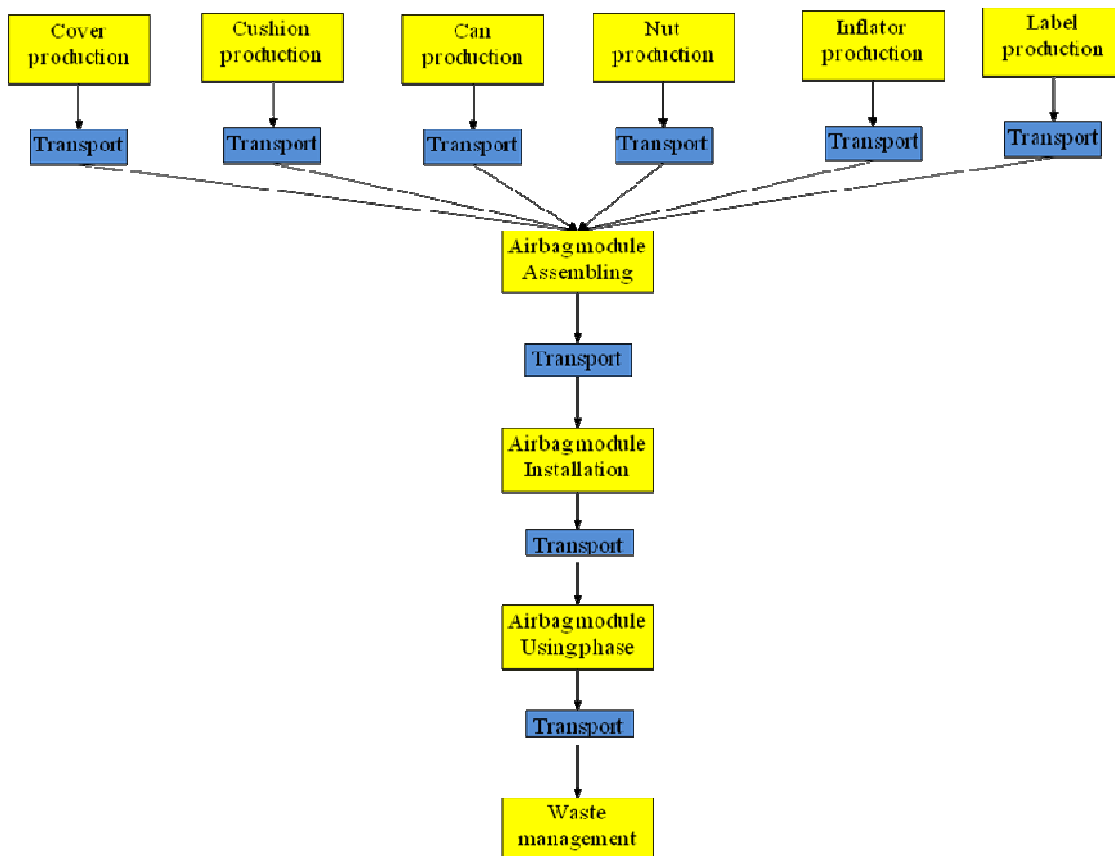 Cover
production
Cushion
production
Can
production
Nut
production
Inflator
production
Label
production
Transport
Transport
Transport
Transport
Transport
Transport
Airbagmodule
Assembling
Transport
Airbagmodule
Installation
Transport
Airbagmodule
Usingphase
Transport
Waste
management